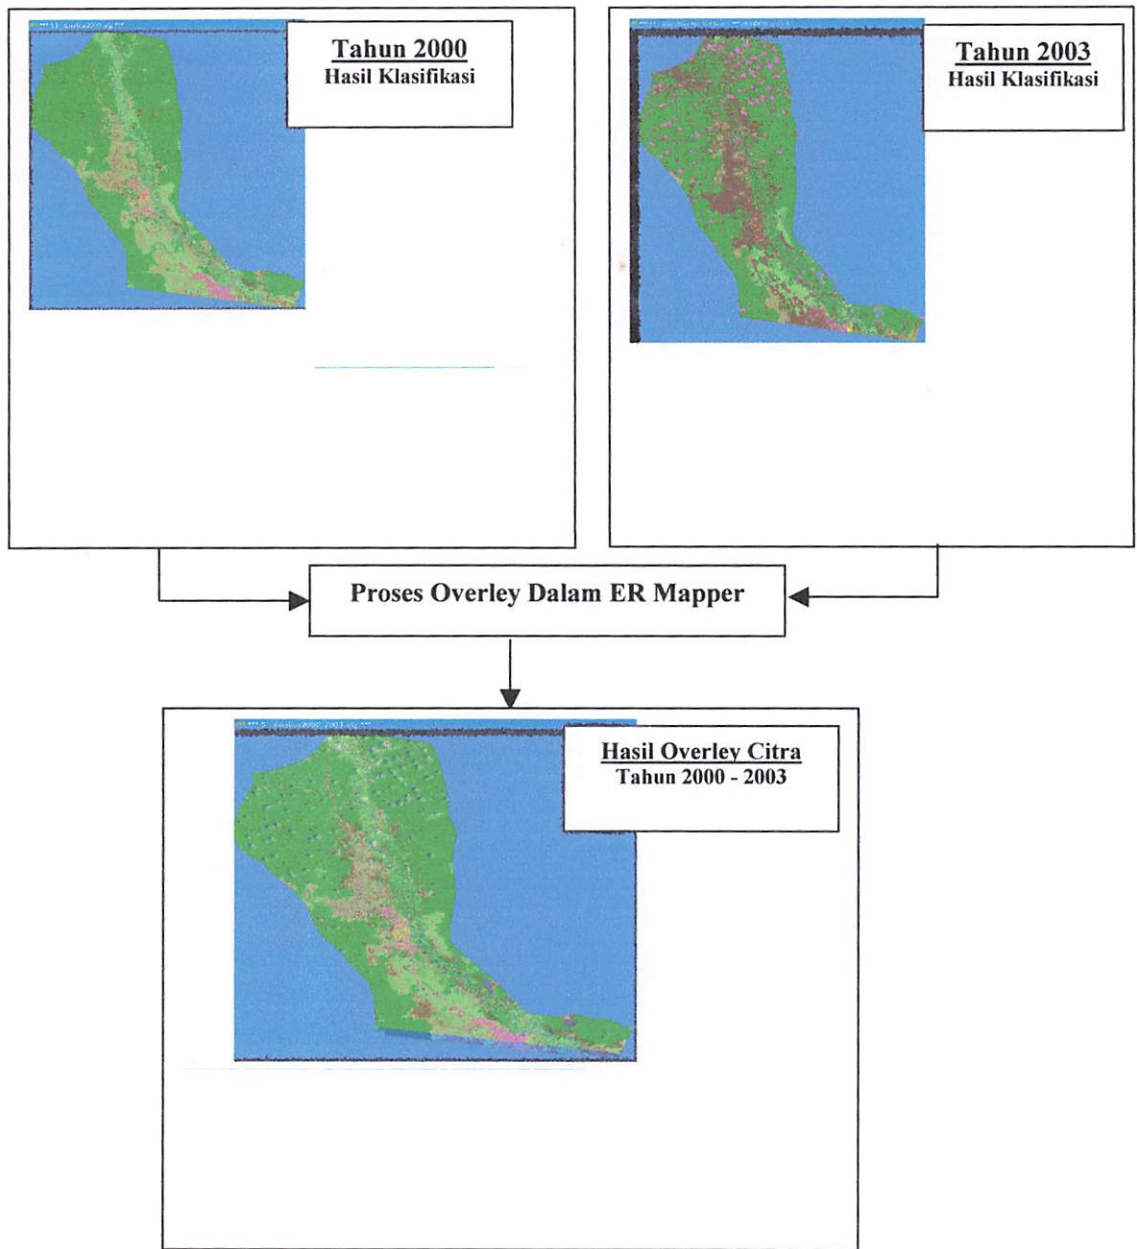 Tahun 2000
Hasil Klasifikasi
Tahun 2003
Hasil Klasifikasi
Proses Overley Dalam ER Mapper
Hasil Overley Citra
Tahun 2000 - 2003